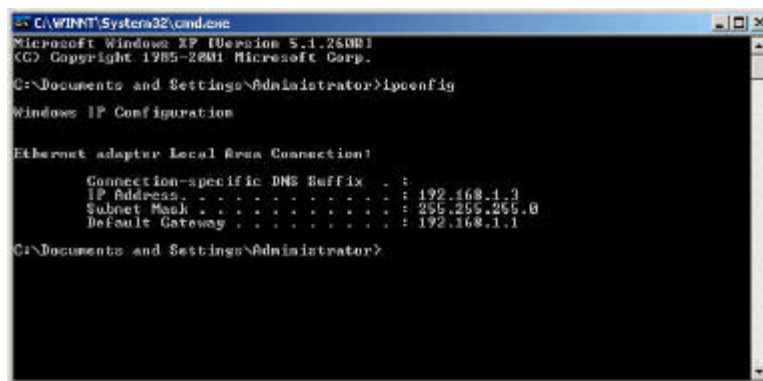 C:\WINNT\System32\cmd.exe
Microsoft Windows XP [Version 5.1.2600]
(C) Copyright 1985-2001 Microsoft Corp.
C:\Documents and Settings\Administrator>ipconfig
Windows IP Configuration
Ethernet adapter Local Area Connection:
Connection-specific DNS Suffix . :
IP Address. . . . . . . . . . . . : 192.168.1.3
Subnet Mask . . . . . . . . . . . : 255.255.255.0
Default Gateway . . . . . . . . . : 192.168.1.1
C:\Documents and Settings\Administrator>